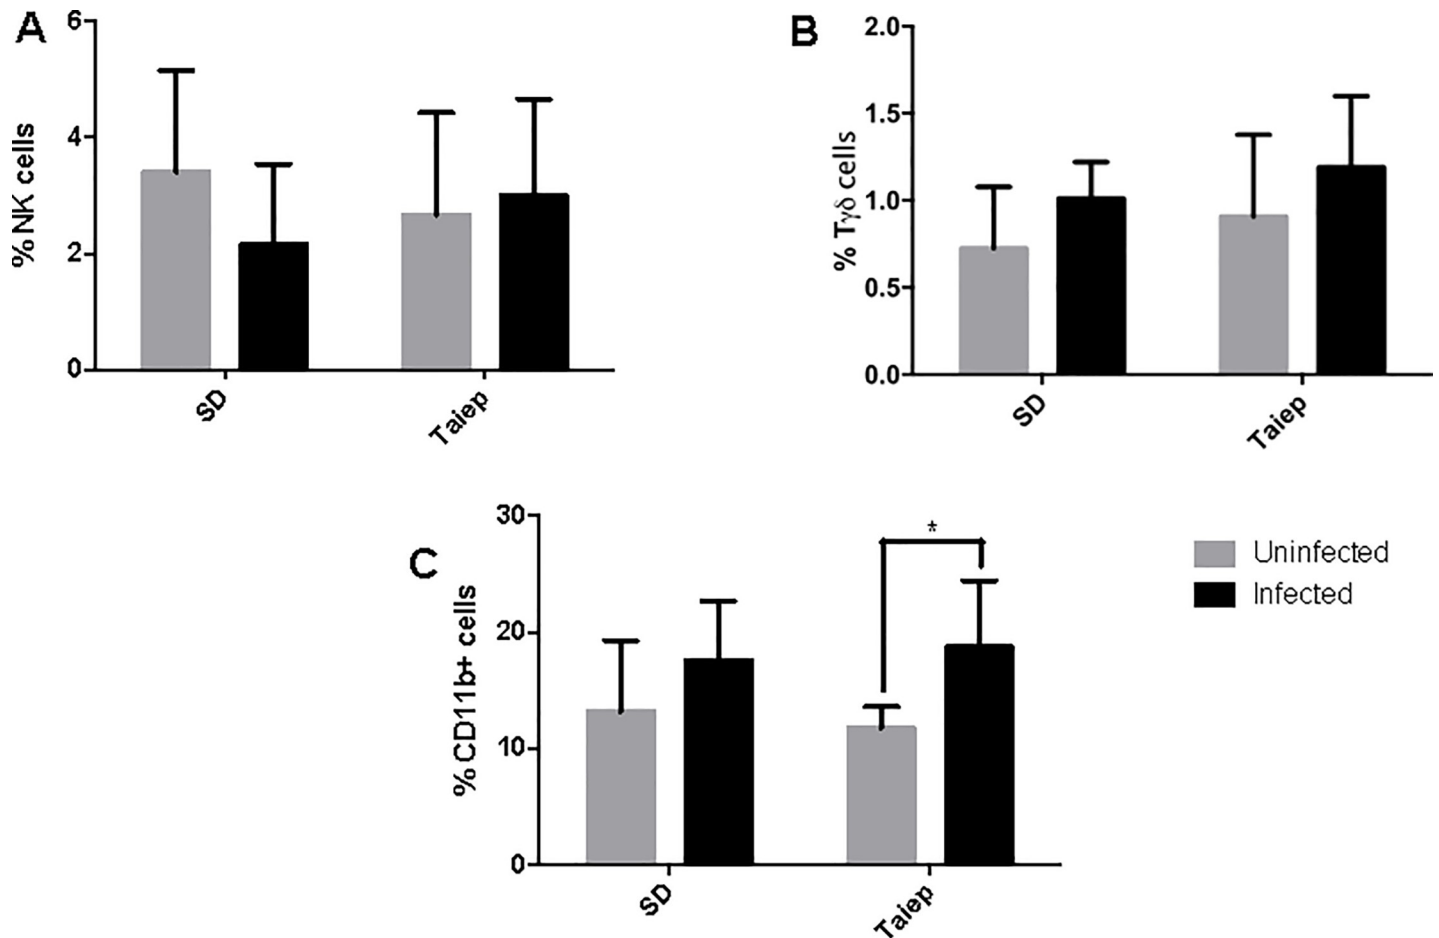 A
% NK cells
6
4
2
0
SD
Taiep
B
% Tγδ cells
2.0
1.5
1.0
0.5
0.0
SD
Taiep
C
% CD11b+ cells
30
20
10
0
*
SD
Taiep
Uninfected
Infected